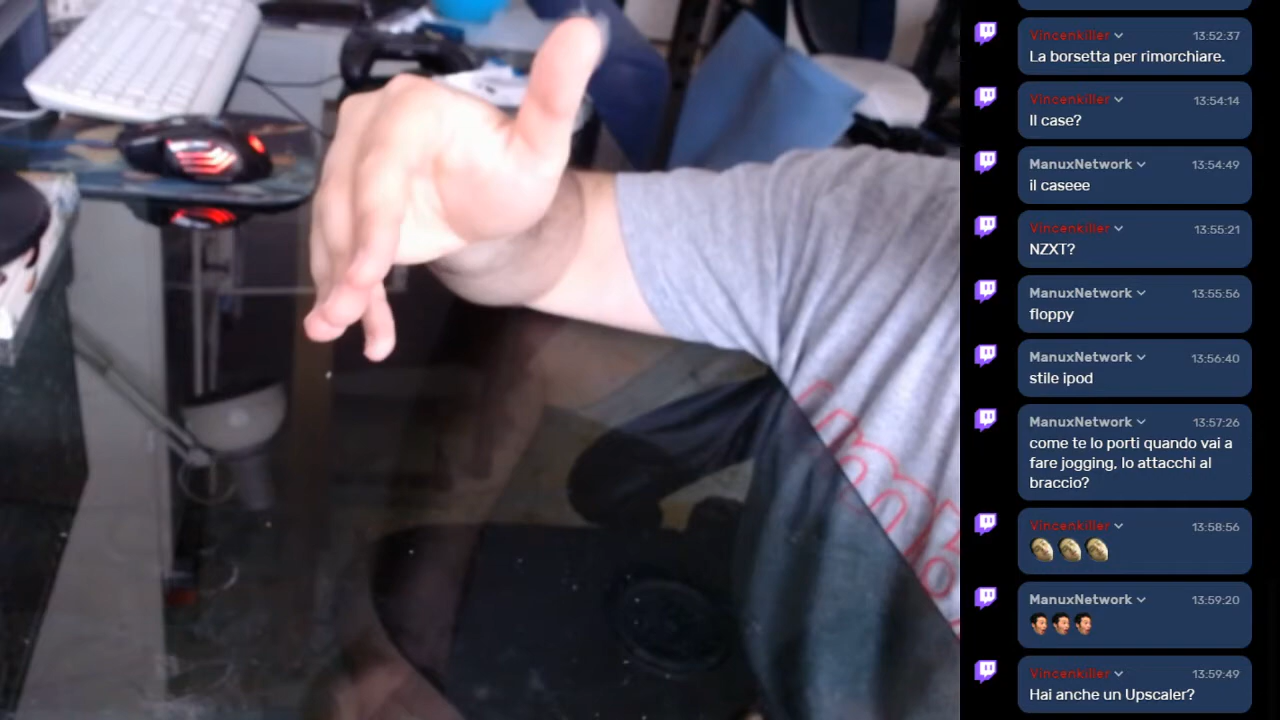 Vincenkiller 13:52:37
La borsetta per rimorchiare.
Vincenkiller 13:54:14
Il case?
ManuxNetwork 13:54:49
il caseee
Vincenkiller 13:55:21
NZXT?
ManuxNetwork 13:55:56
floppy
ManuxNetwork 13:56:40
stile ipod
ManuxNetwork 13:57:26
come te lo porti quando vai a
fare jogging, lo attacchi al
braccio?
Vincenkiller 13:58:56
ManuxNetwork 13:59:20
Vincenkiller 13:59:49
Hai anche un Upscaler?